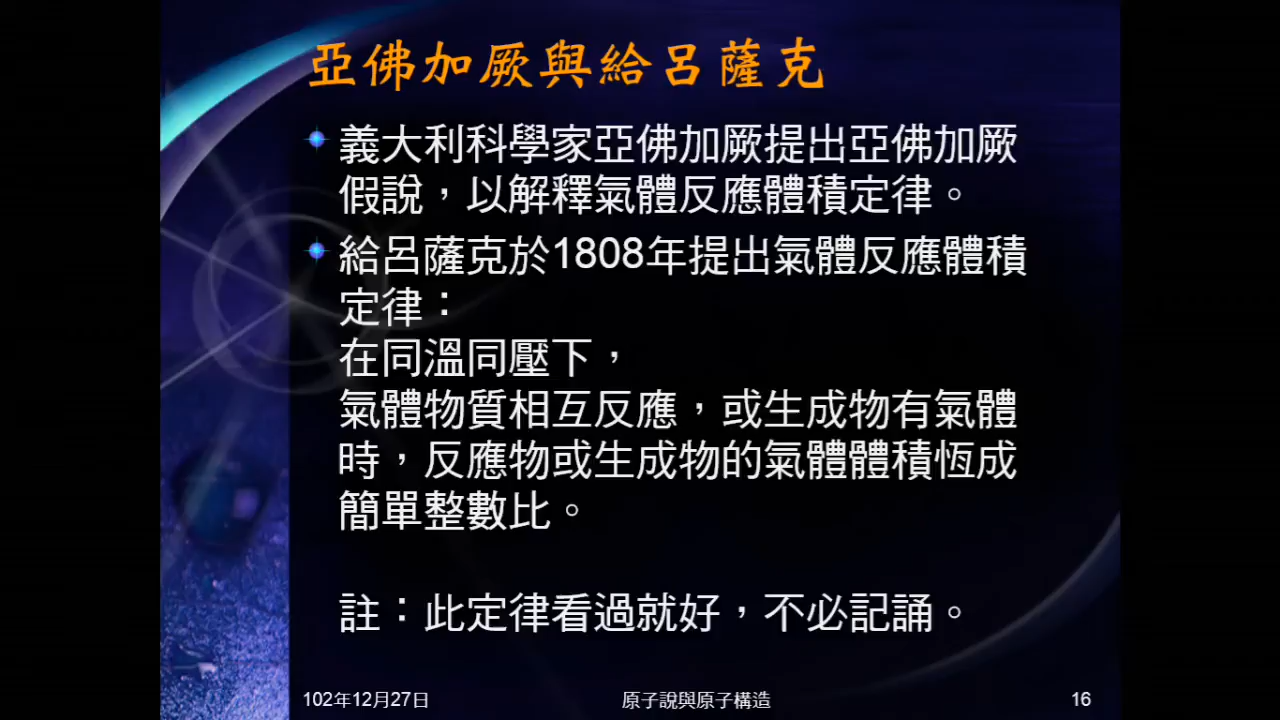 亞佛加厥與給呂薩克
義大利科學家亞佛加厥提出亞佛加厥
假說，以解釋氣體反應體積定律。
給呂薩克於1808年提出氣體反應體積
定律：
在同溫同壓下，
氣體物質相互反應，或生成物有氣體
時，反應物或生成物的氣體體積恆成
簡單整數比。
註：此定律看過就好，不必記誦。
102年12月27日
原子說與原子構造
16